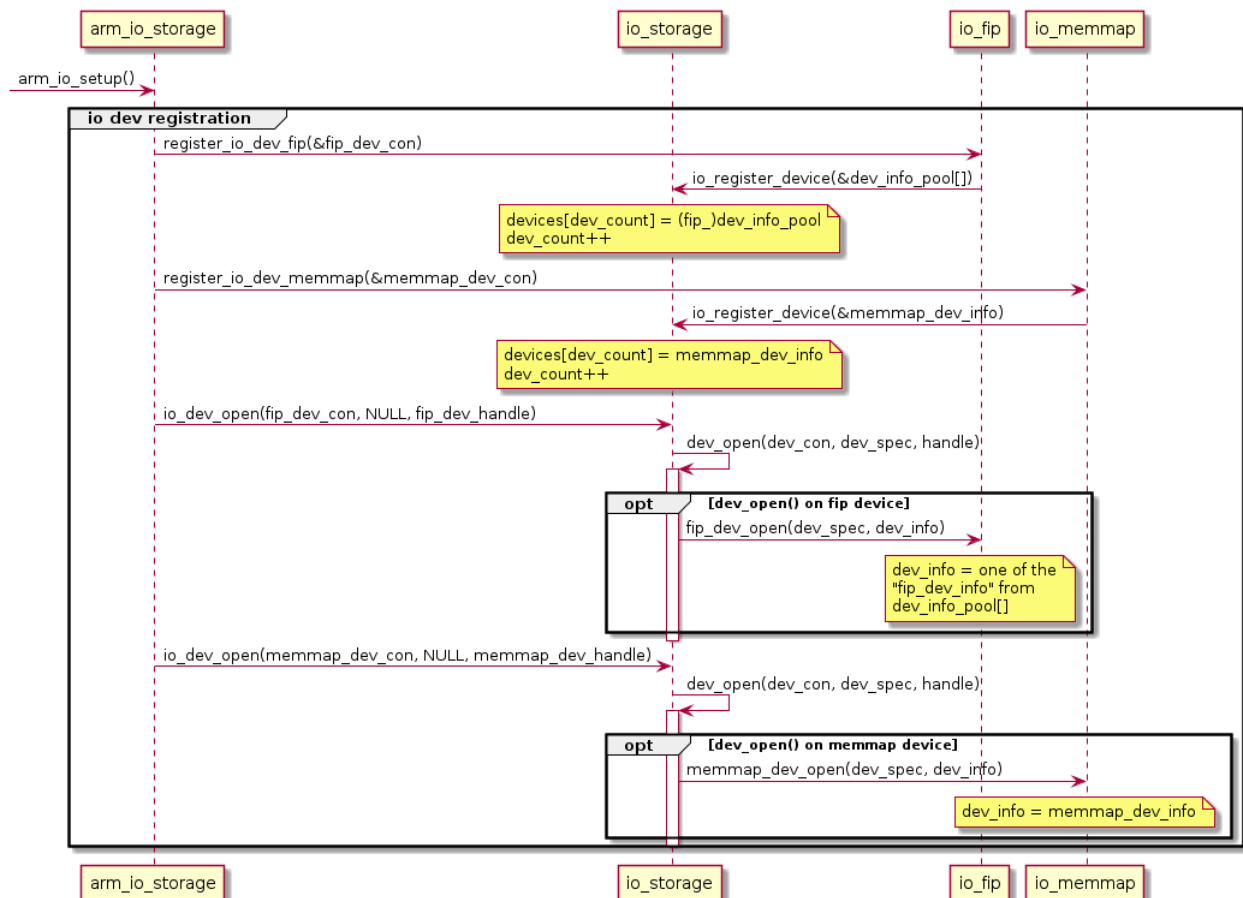 arm_io_storage
io_storage
io_fip
io_memmap
arm_io_setup()
io dev registration
register_io_dev_fip(&fip_dev_con)
io_register_device(&dev_info_pool[])
devices[dev_count] = (fip_)dev_info_pool
dev_count++
register_io_dev_memmap(&memmap_dev_con)
io_register_device(&memmap_dev_info)
devices[dev_count] = memmap_dev_info
dev_count++
io_dev_open(fip_dev_con, NULL, fip_dev_handle)
dev_open(dev_con, dev_spec, handle)
opt [dev_open() on fip device]
fip_dev_open(dev_spec, dev_info)
dev_info = one of the
"fip_dev_info" from
dev_info_pool[]
io_dev_open(memmap_dev_con, NULL, memmap_dev_handle)
dev_open(dev_con, dev_spec, handle)
opt [dev_open() on memmap device]
memmap_dev_open(dev_spec, dev_info)
dev_info = memmap_dev_info
arm_io_storage
io_storage
io_fip
io_memmap